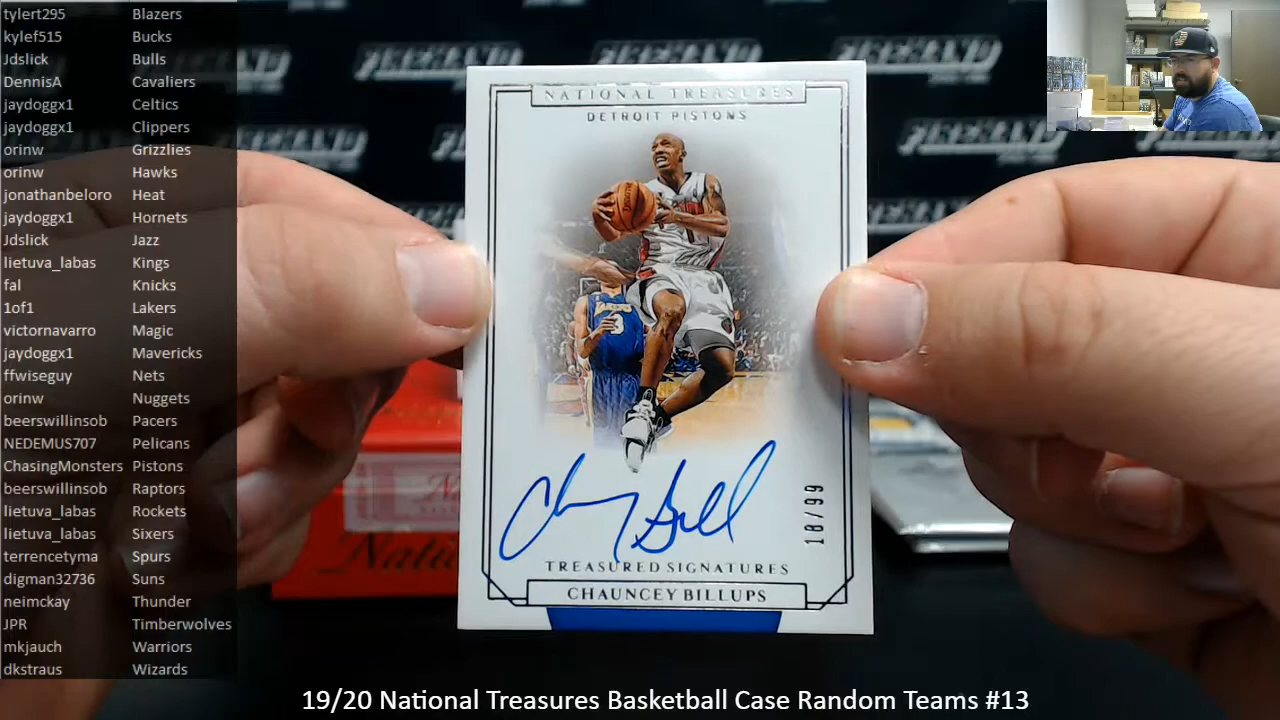 tylert295 Blazers
kylef515 Bucks
Jdslick Bulls
DennisA Cavaliers
jaydoggx1 Celtics
jaydoggx1 Clippers
orinw Grizzlies
orinw Hawks
jonathanbeloro Heat
jaydoggx1 Hornets
Jdslick Jazz
lietuva_labas Kings
fal Knicks
1of1 Lakers
victornavarro Magic
jaydoggx1 Mavericks
ffwiseguy Nets
orinw Nuggets
beerswillinsob Pacers
NEDEMUS707 Pelicans
ChasingMonsters Pistons
beerswillinsob Raptors
lietuva_labas Rockets
lietuva_labas Sixers
terrencetyma Spurs
digman32736 Suns
neimckay Thunder
JPR Timberwolves
mkjauch Warriors
dkstraus Wizards
NATIONAL TREASURES
DETROIT PISTONS
LAKERS
3
18/99
TREASURED SIGNATURES
CHAUNCEY BILLUPS
19/20 National Treasures Basketball Case Random Teams #13